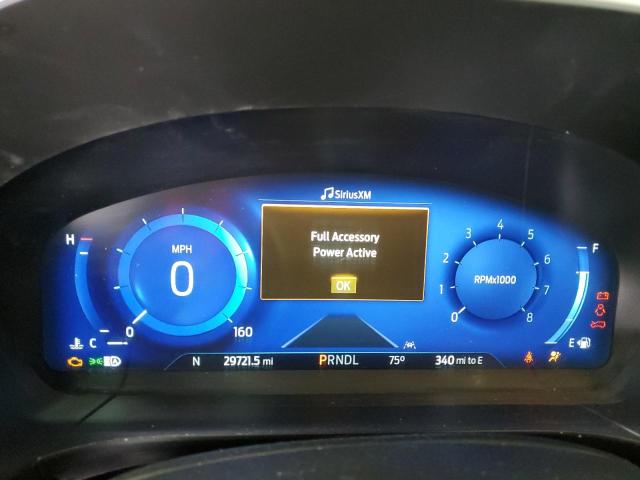 SiriusXM
Full Accessory
Power Active
OK
H
C
MPH
0
0 160
0 1 2 3 4 5 6 7 8
RPMx1000
F
E
N 29721.5 mi PRNDL 75° 340 mi to E